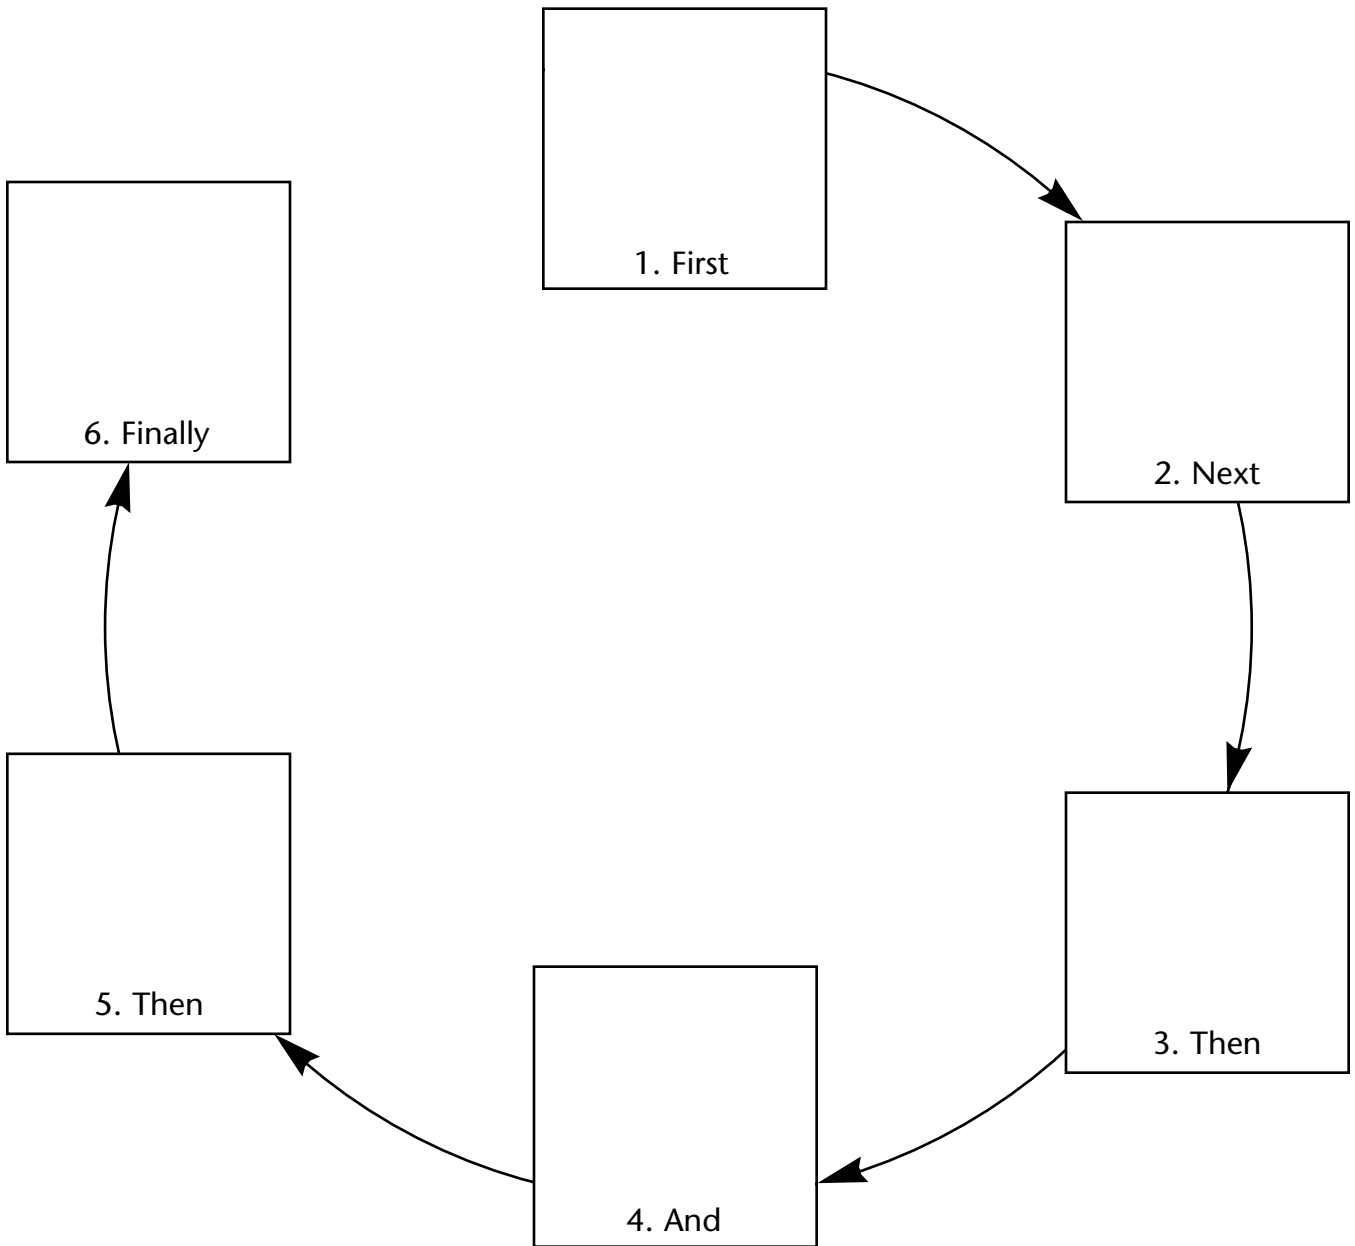 1. First
2. Next
3. Then
4. And
5. Then
6. Finally